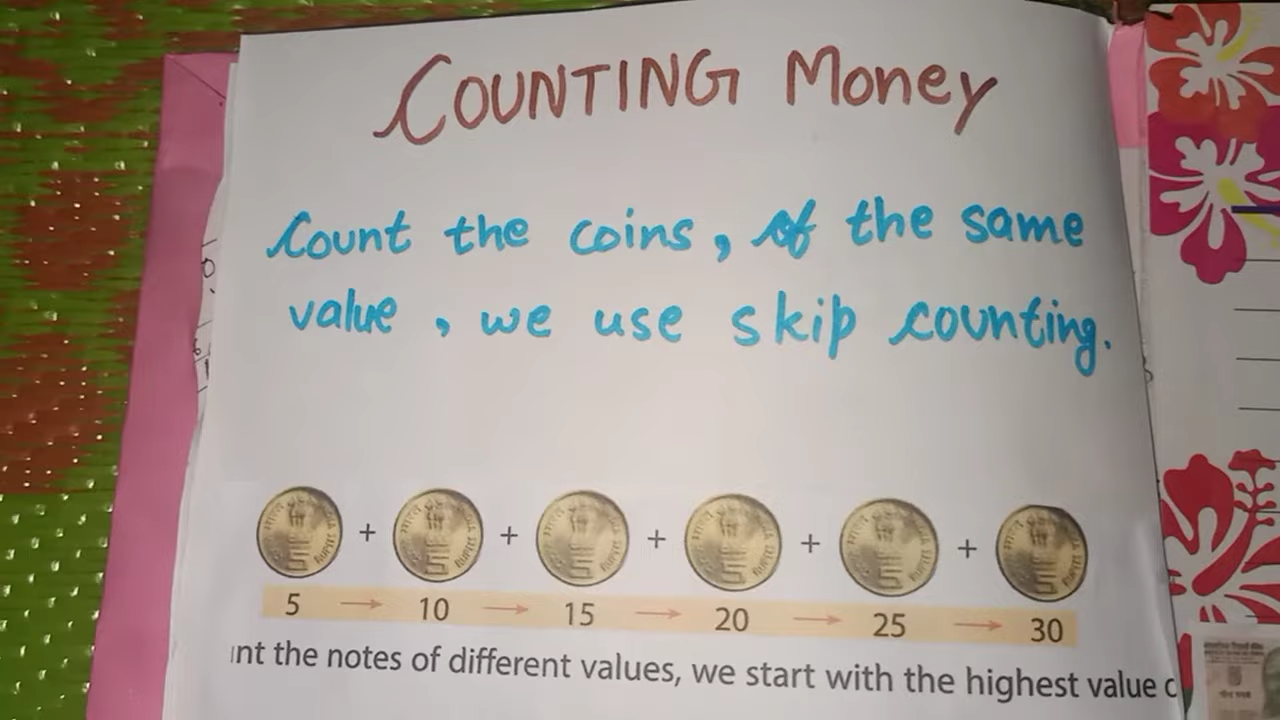 COUNTING Money
Count the coins, of the same
value, we use skip counting.
+ + + + +
5 → 10 → 15 → 20 → 25 → 30
nt the notes of different values, we start with the highest value